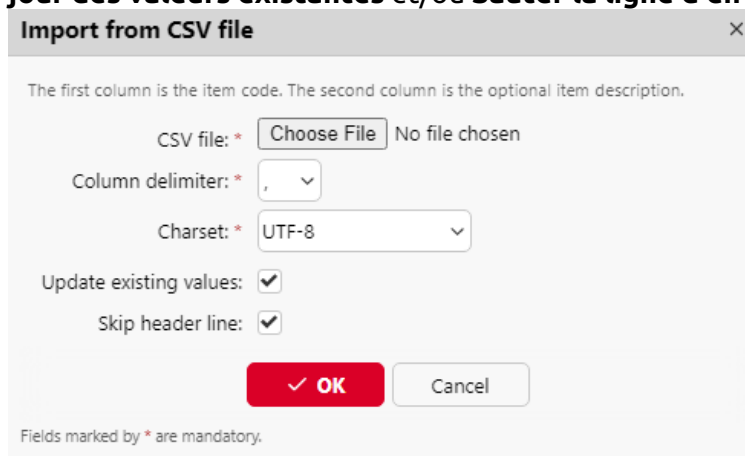 Import from CSV file ×
The first column is the item code. The second column is the optional item description.
CSV file: * Choose File No file chosen
Column delimiter: * ,
Charset: * UTF-8
Update existing values:
Skip header line:
OK Cancel
Fields marked by * are mandatory.